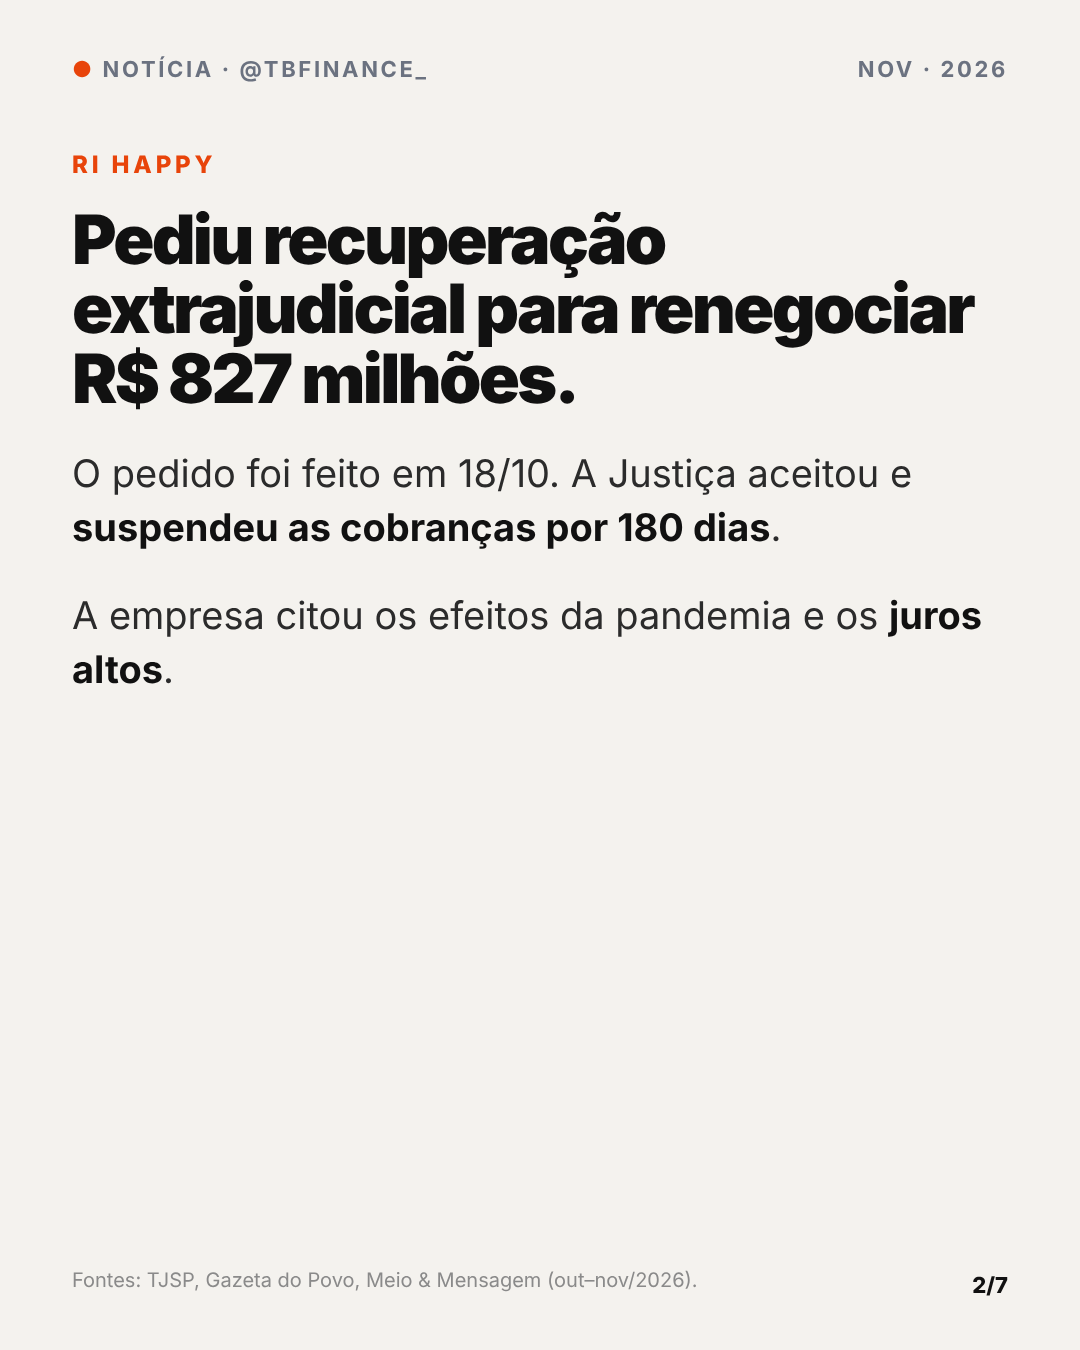 NOTÍCIA · @TBFINANCE_
NOV · 2026
RI HAPPY
Pediu recuperação
extrajudicial para renegociar
R$ 827 milhões.
O pedido foi feito em 18/10. A Justiça aceitou e
suspendeu as cobranças por 180 dias.
A empresa citou os efeitos da pandemia e os juros
altos.
Fontes: TJSP, Gazeta do Povo, Meio & Mensagem (out–nov/2026).
2/7